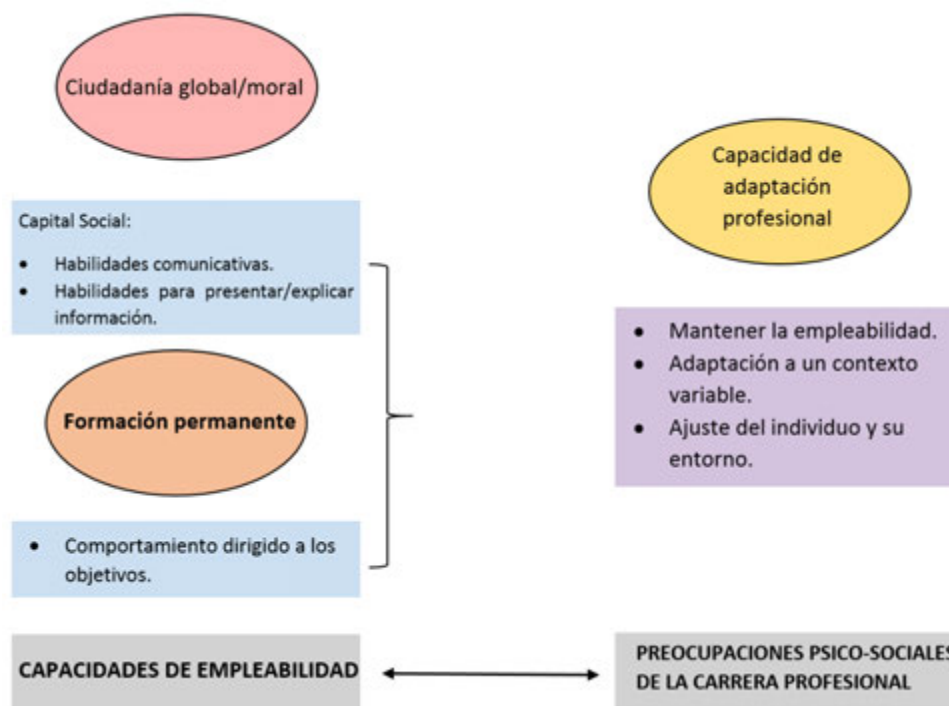 Ciudadanía global/moral
Capital Social:
• Habilidades comunicativas.
• Habilidades para presentar/explicar
información.
Formación permanente
• Comportamiento dirigido a los
objetivos.
CAPACIDADES DE EMPLEABILIDAD
Capacidad de
adaptación
profesional
• Mantener la empleabilidad.
• Adaptación a un contexto
variable.
• Ajuste del individuo y su
entorno.
PREOCUPACIONES PSICO-SOCIALES
DE LA CARRERA PROFESIONAL